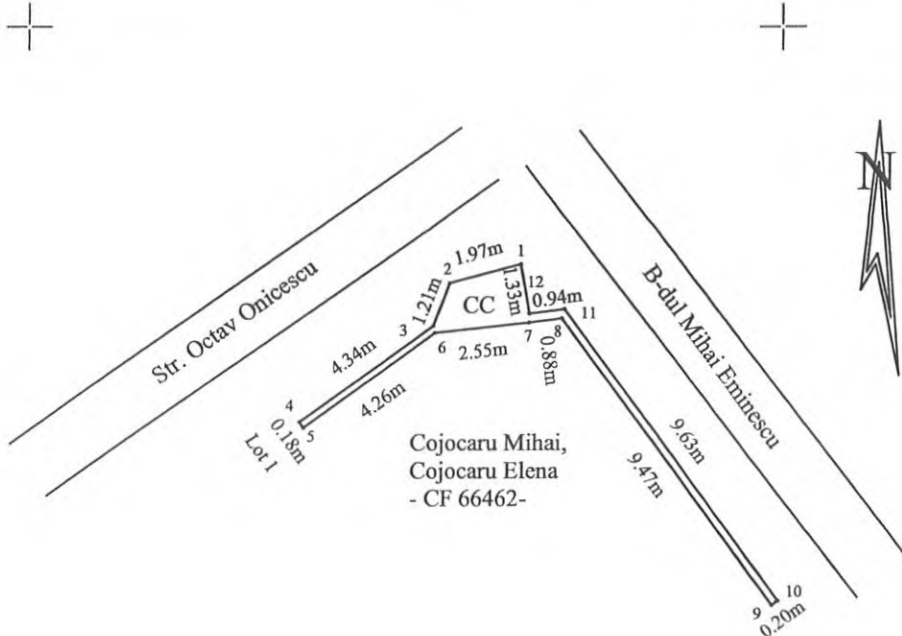 N
Str. Octav Onicescu
B-dul Mihai Eminescu
1.97m
1
2
12
1.33m
1.21m
0.94m
11
CC
3
6
7
8
2.55m
0.88m
4.34m
4.26m
4
0.18m
5
Lot 1
Cojocaru Mihai,
Cojocaru Elena
- CF 66462-
9.63m
9.47m
10
9
0.20m